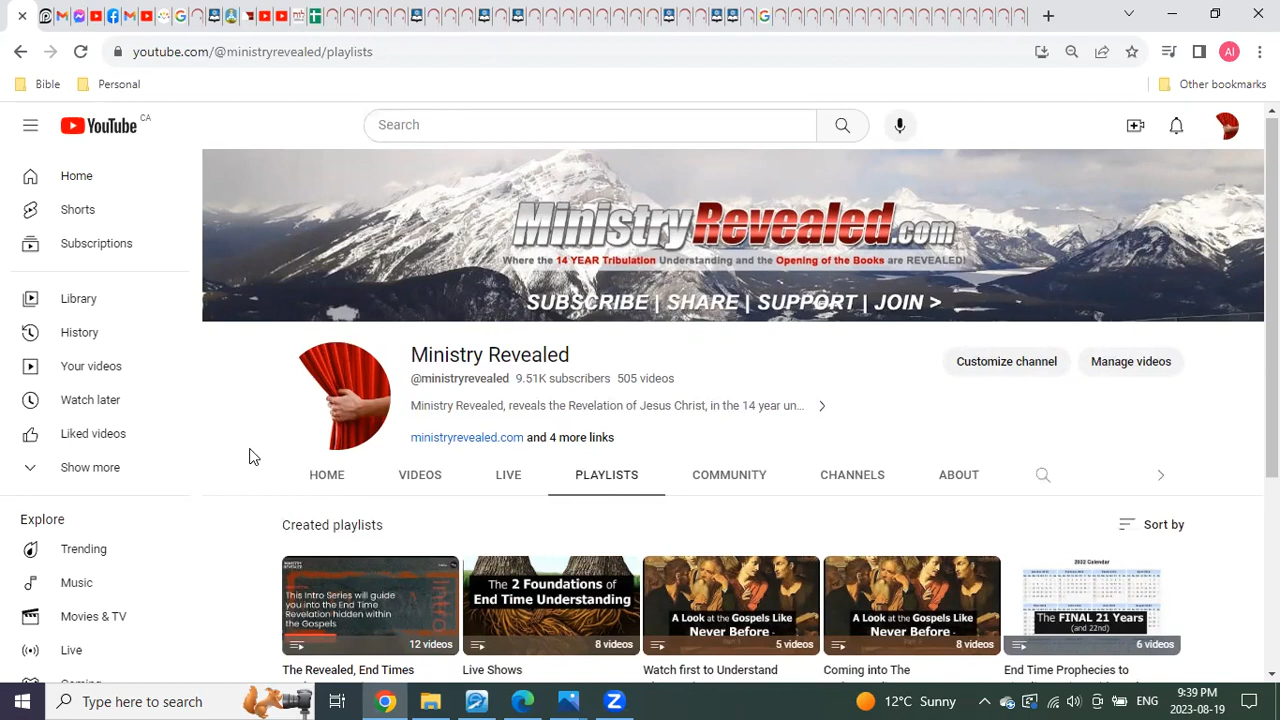 youtube.com/@ministryrevealed/playlists
AI
Bible
Personal
Other bookmarks
YouTube CA
Search
Home
Shorts
Subscriptions
Library
History
Your videos
Watch later
Liked videos
Show more
Explore
Trending
Music
Movies & TV
Live
MinistryRevealed.com
Where the 14 YEAR Tribulation Understanding and the Opening of the Books are REVEALED!
SUBSCRIBE | SHARE | SUPPORT | JOIN >
Ministry Revealed
@ministryrevealed 9.51K subscribers 505 videos
Ministry Revealed, reveals the Revelation of Jesus Christ, in the 14 year un...
ministryrevealed.com and 4 more links
Customize channel
Manage videos
HOME
VIDEOS
LIVE
PLAYLISTS
COMMUNITY
CHANNELS
ABOUT
Created playlists
Sort by
This Intro Series will guide
you into the End Time
Revelation hidden within
the Gospels
12 videos
The Revealed, End Times
The 2 Foundations of
End Time Understanding
8 videos
Live Shows
A Look at the Gospels Like
Never Before -
5 videos
Watch first to Understand
A Look at the Gospels Like
Never Before -
8 videos
Coming into The
2022 Calendar
The FINAL 21 Years
(and 22nd)
6 videos
End Time Prophecies to
Type here to search
12°C Sunny
ENG
9:39 PM
2023-08-19